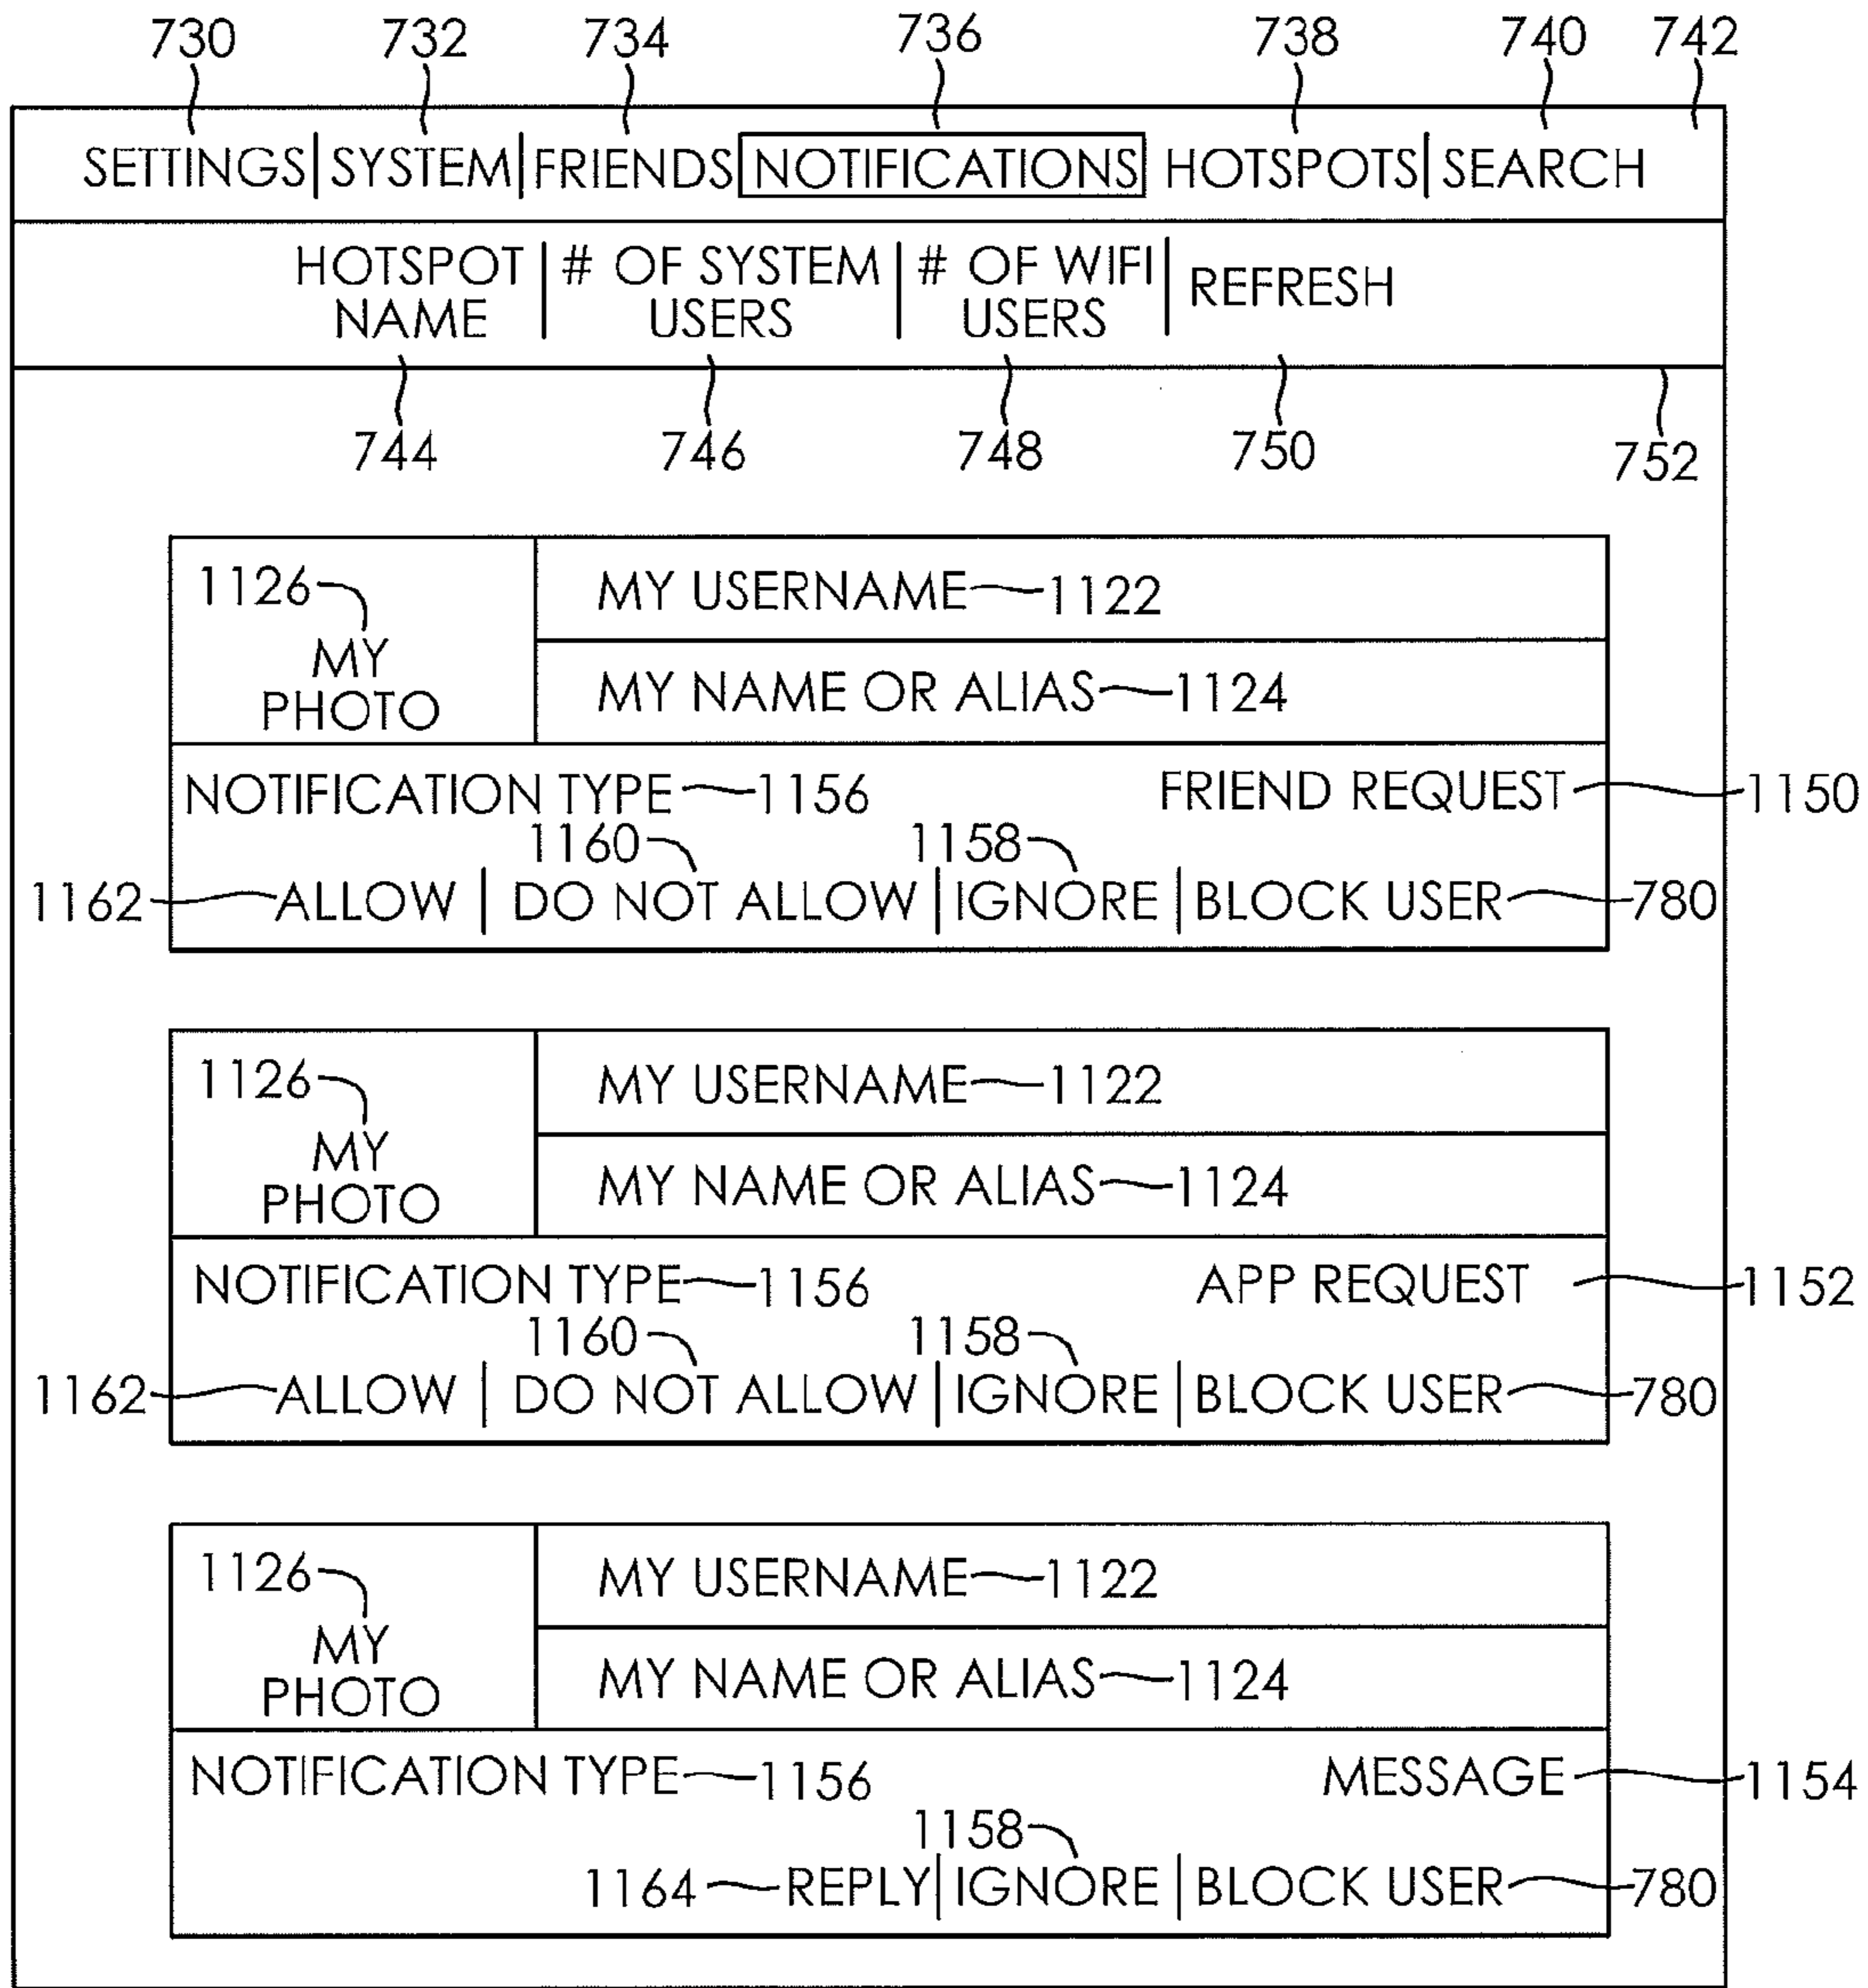 730 732 734 736 738 740 742
SETTINGS | SYSTEM | FRIENDS NOTIFICATIONS HOTSPOTS | SEARCH
HOTSPOT | # OF SYSTEM | # OF WIFI | REFRESH
NAME USERS USERS
744 746 748 750 752
1126 MY USERNAME 1122
MY
PHOTO MY NAME OR ALIAS 1124
NOTIFICATION TYPE 1156 FRIEND REQUEST 1150
1160 1158
1162 ALLOW | DO NOT ALLOW | IGNORE | BLOCK USER 780
1126 MY USERNAME 1122
MY
PHOTO MY NAME OR ALIAS 1124
NOTIFICATION TYPE 1156 APP REQUEST 1152
1160 1158
1162 ALLOW | DO NOT ALLOW | IGNORE | BLOCK USER 780
1126 MY USERNAME 1122
MY
PHOTO MY NAME OR ALIAS 1124
NOTIFICATION TYPE 1156 MESSAGE 1154
1158
1164 REPLY | IGNORE | BLOCK USER 780